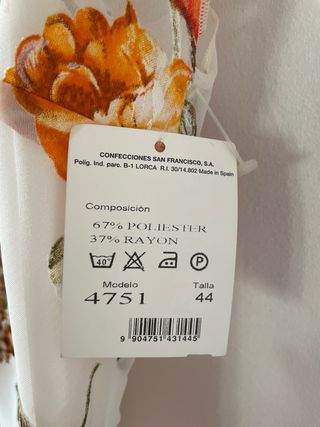 CONFECCIONES SAN FRANCISCO, S.A.
Polig. Ind. parc. B-1 LORCA R.I. 30/14.802 Made in Spain
Composición
67% POLIESTER
37% RAYON
40° P
Modelo Talla
4751 44
9 904751 431445